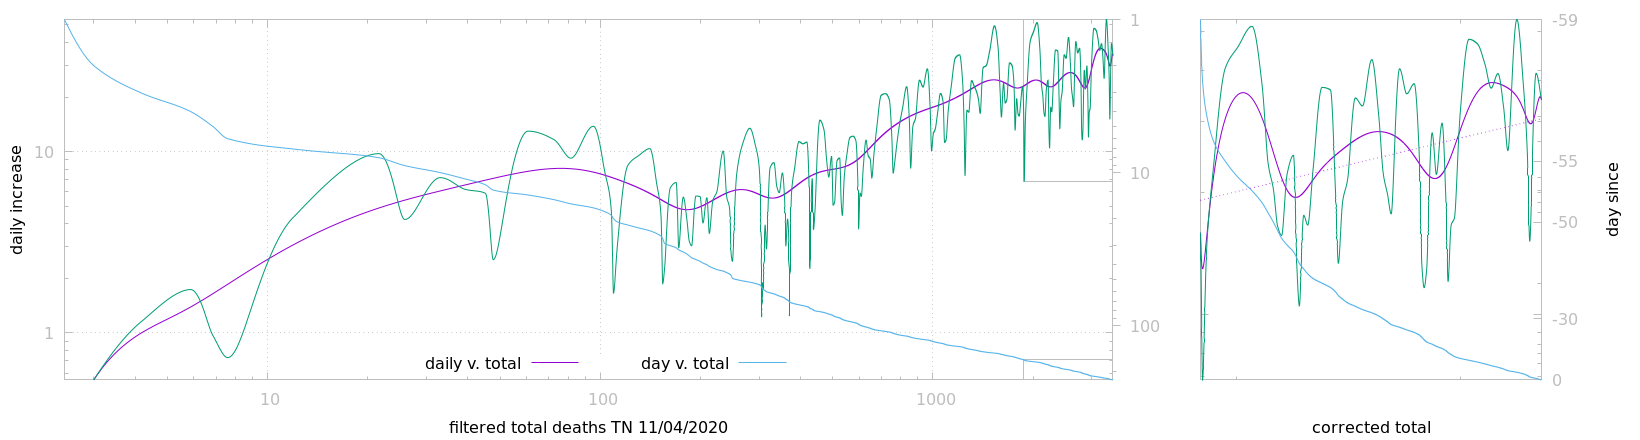 daily increase
10
1
10
100
1000
1
10
100
daily v. total
day v. total
filtered total deaths TN 11/04/2020
-59
-55
-50
-30
0
day since
corrected total